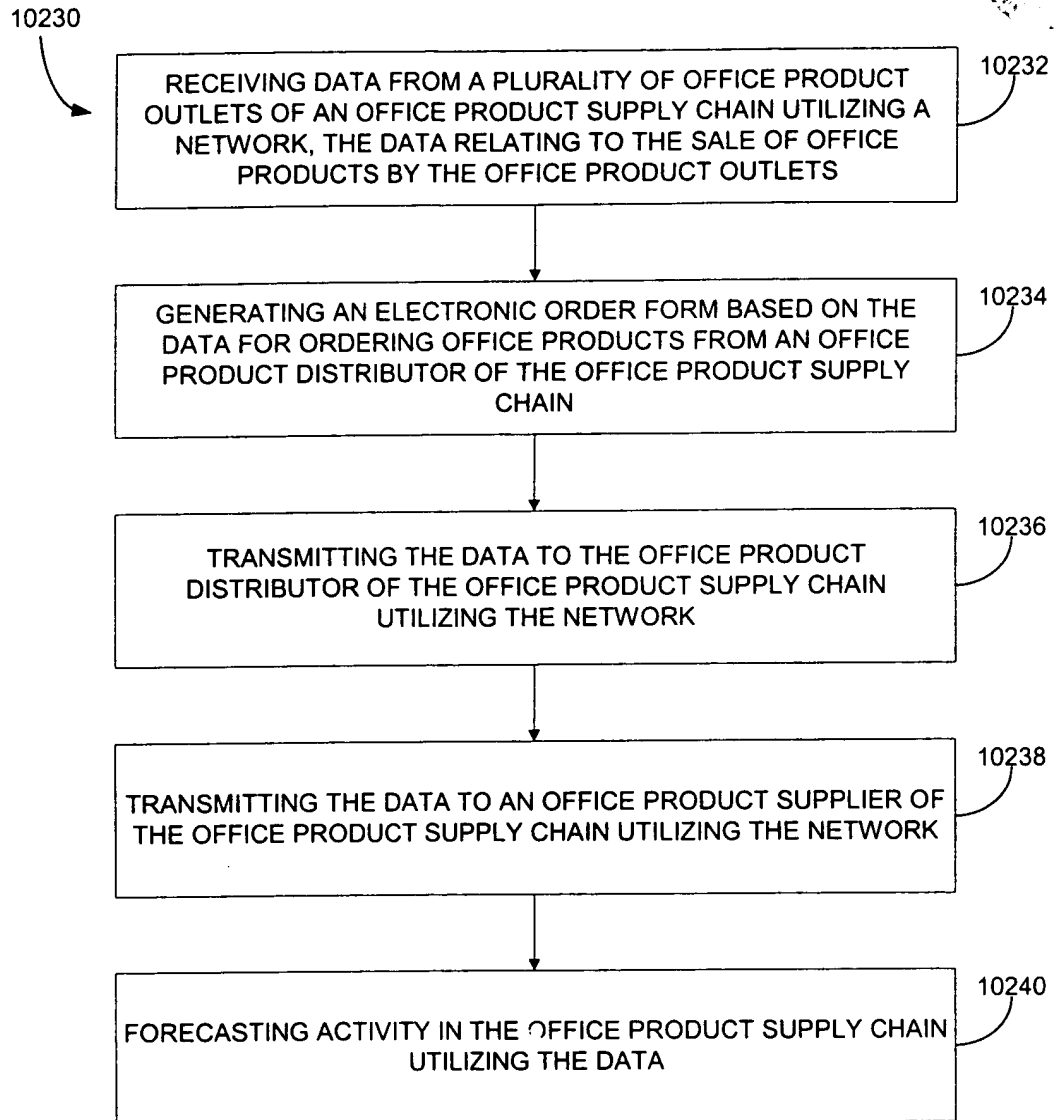 10230
RECEIVING DATA FROM A PLURALITY OF OFFICE PRODUCT
OUTLETS OF AN OFFICE PRODUCT SUPPLY CHAIN UTILIZING A
NETWORK, THE DATA RELATING TO THE SALE OF OFFICE
PRODUCTS BY THE OFFICE PRODUCT OUTLETS
10232
GENERATING AN ELECTRONIC ORDER FORM BASED ON THE
DATA FOR ORDERING OFFICE PRODUCTS FROM AN OFFICE
PRODUCT DISTRIBUTOR OF THE OFFICE PRODUCT SUPPLY
CHAIN
10234
TRANSMITTING THE DATA TO THE OFFICE PRODUCT
DISTRIBUTOR OF THE OFFICE PRODUCT SUPPLY CHAIN
UTILIZING THE NETWORK
10236
TRANSMITTING THE DATA TO AN OFFICE PRODUCT SUPPLIER OF
THE OFFICE PRODUCT SUPPLY CHAIN UTILIZING THE NETWORK
10238
FORECASTING ACTIVITY IN THE OFFICE PRODUCT SUPPLY CHAIN
UTILIZING THE DATA
10240